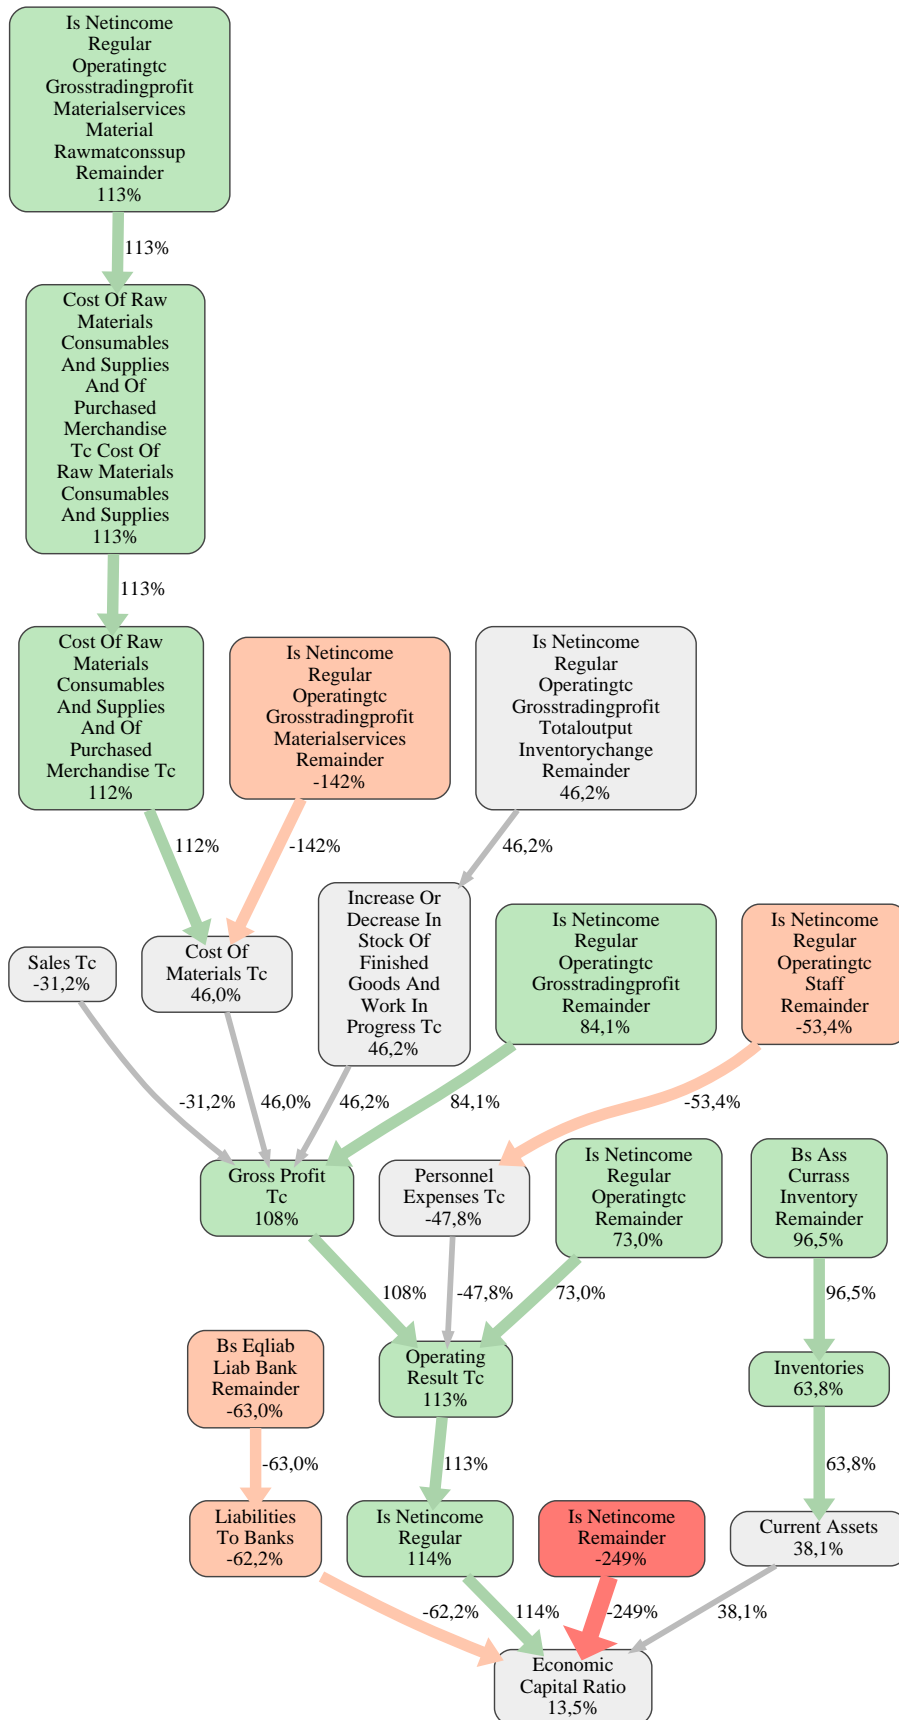 Is Netincome
Regular
Operatingtc
Grosstradingprofit
Materialservices
Material
Rawmatconssup
Remainder
113%
113%
Cost Of Raw
Materials
Consumables
And Supplies
And Of
Purchased
Merchandise
Tc Cost Of
Raw Materials
Consumables
And Supplies
113%
113%
Cost Of Raw
Materials
Consumables
And Supplies
And Of
Purchased
Merchandise Tc
112%
Is Netincome
Regular
Operatingtc
Grosstradingprofit
Materialservices
Remainder
-142%
Is Netincome
Regular
Operatingtc
Grosstradingprofit
Totaloutput
Inventorychange
Remainder
46,2%
112%
-142%
46,2%
Sales Tc
-31,2%
Cost Of
Materials Tc
46,0%
Increase Or
Decrease In
Stock Of
Finished
Goods And
Work In
Progress Tc
46,2%
Is Netincome
Regular
Operatingtc
Grosstradingprofit
Remainder
84,1%
Is Netincome
Regular
Operatingtc
Staff
Remainder
-53,4%
-31,2%
46,0%
46,2%
84,1%
-53,4%
Gross Profit
Tc
108%
Personnel
Expenses Tc
-47,8%
Is Netincome
Regular
Operatingtc
Remainder
73,0%
Bs Ass
Currass
Inventory
Remainder
96,5%
108%
-47,8%
73,0%
96,5%
Bs Eqliab
Liab Bank
Remainder
-63,0%
Operating
Result Tc
113%
Inventories
63,8%
-63,0%
113%
63,8%
Liabilities
To Banks
-62,2%
Is Netincome
Regular
114%
Is Netincome
Remainder
-249%
Current Assets
38,1%
-62,2%
114%
-249%
38,1%
Economic
Capital Ratio
13,5%